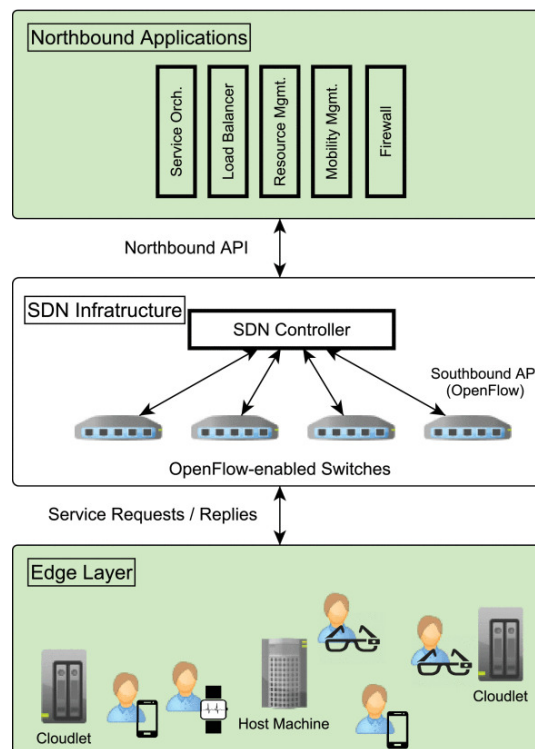 Northbound Applications
Service Orch.
Load Balancer
Resource Mgmt.
Mobility Mgmt.
Firewall
Northbound API
SDN Infratructure
SDN Controller
Southbound AP
(OpenFlow)
OpenFlow-enabled Switches
Service Requests / Replies
Edge Layer
Cloudlet
Host Machine
Cloudlet